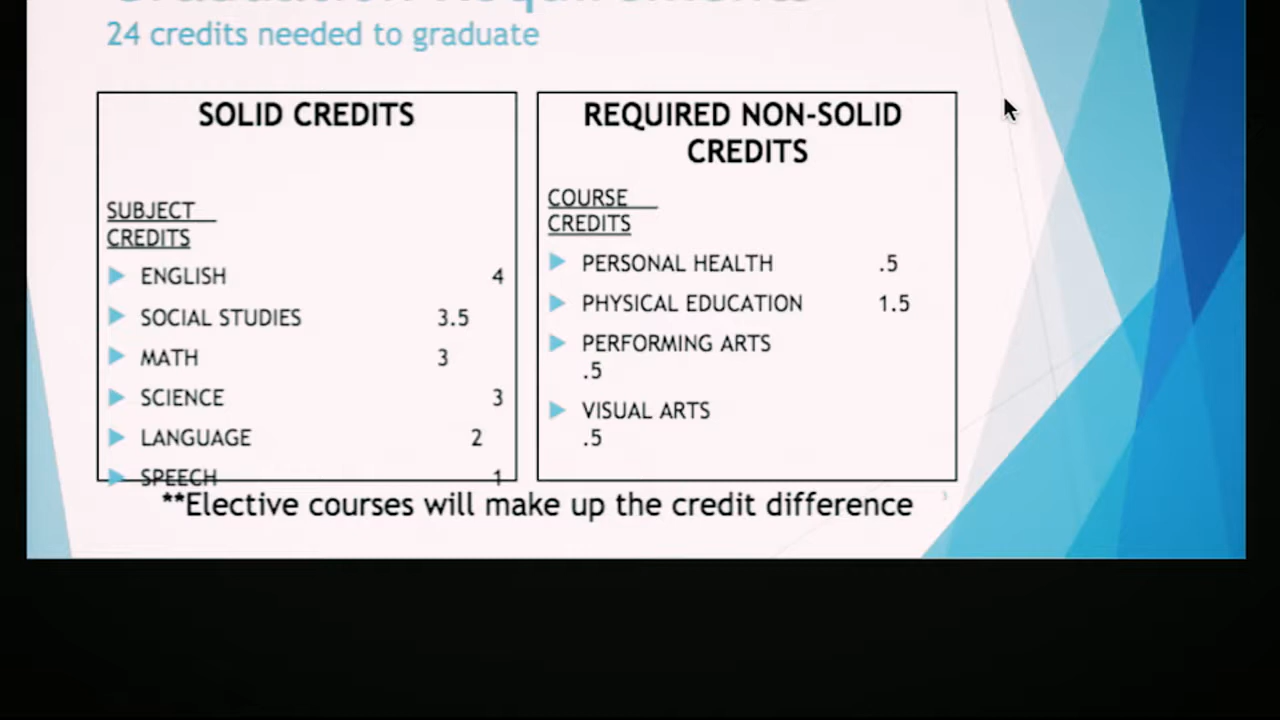 24 credits needed to graduate
SOLID CREDITS
SUBJECT
CREDITS
ENGLISH 4
SOCIAL STUDIES 3.5
MATH 3
SCIENCE 3
LANGUAGE 2
SPEECH 1
REQUIRED NON-SOLID
CREDITS
COURSE
CREDITS
PERSONAL HEALTH .5
PHYSICAL EDUCATION 1.5
PERFORMING ARTS
.5
VISUAL ARTS
.5
**Elective courses will make up the credit difference